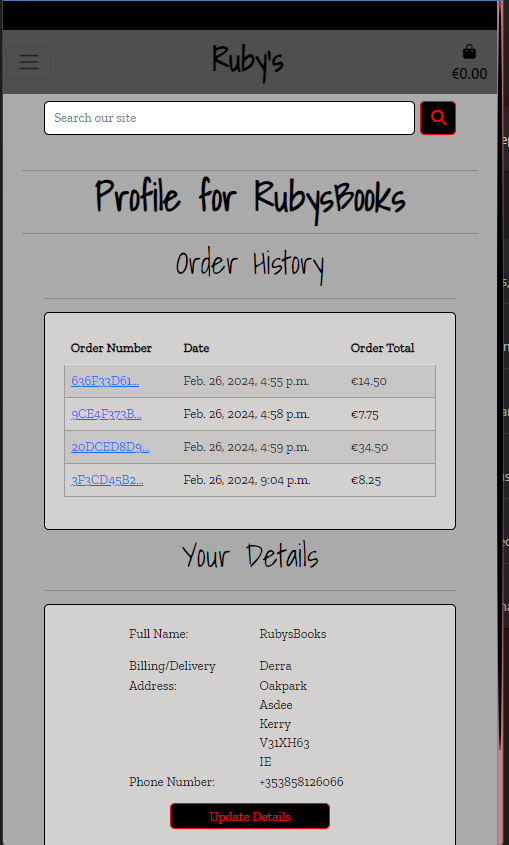 Ruby's
€0.00
Search our site
Profile for RubysBooks
Order History
Order Number Date Order Total
636F33D61... Feb. 26, 2024, 4:55 p.m. €14.50
9CE4F373B... Feb. 26, 2024, 4:58 p.m. €7.75
20DCED8D9... Feb. 26, 2024, 4:59 p.m. €34.50
3F3CD45B2... Feb. 26, 2024, 9:04 p.m. €8.25
Your Details
Full Name: RubysBooks
Billing/Delivery Derra
Address: Oakpark
Asdee
Kerry
V31XH63
IE
Phone Number: +353858126066
Update Details